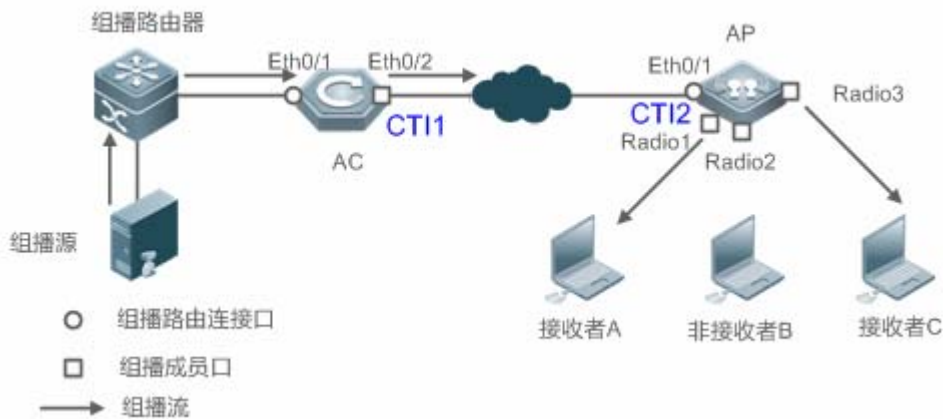 组播路由器
AP
Eth0/1
Eth0/2
Eth0/1
Radio3
CTI1
CTI2
Radio1
AC
Radio2
组播源
组播路由连接口
接收者A
非接收者B
接收者C
组播成员口
组播流